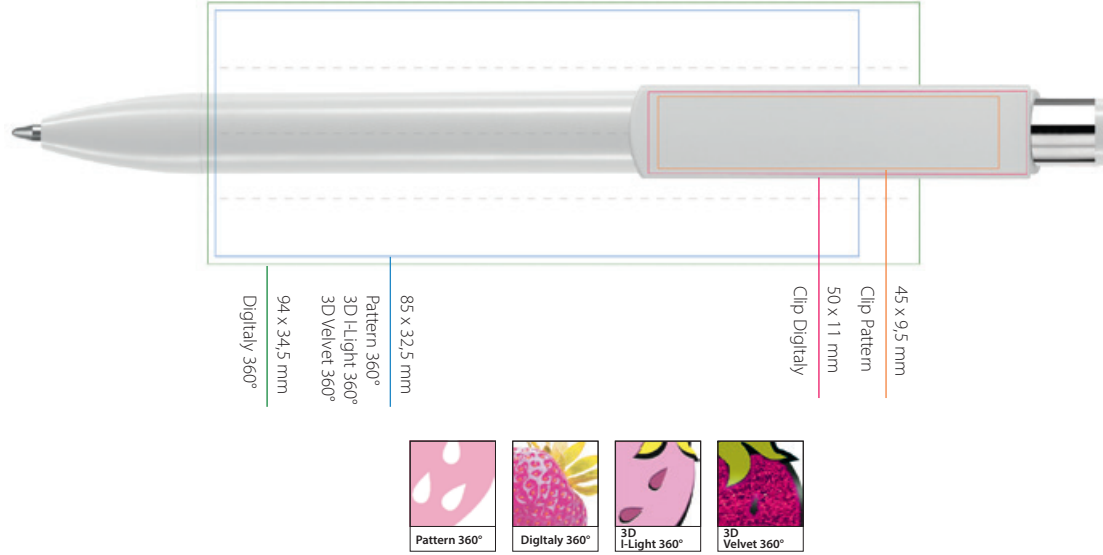 94 x 34,5 mm
DigItaly 360°
85 x 32,5 mm
Pattern 360°
3D I-Light 360°
3D Velvet 360°
50 x 11 mm
Clip DigItaly
45 x 9,5 mm
Clip Pattern
Pattern 360°
DigItaly 360°
3D
I-Light 360°
3D
Velvet 360°